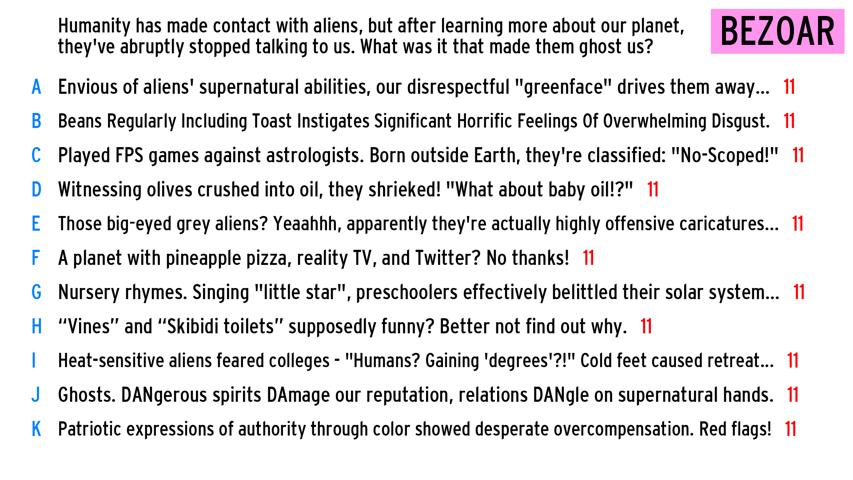 Humanity has made contact with aliens, but after learning more about our planet,
they've abruptly stopped talking to us. What was it that made them ghost us?
BEZOAR
A Envious of aliens' supernatural abilities, our disrespectful "greenface" drives them away... 11
B Beans Regularly Including Toast Instigates Significant Horrific Feelings Of Overwhelming Disgust. 11
C Played FPS games against astrologists. Born outside Earth, they're classified: "No-Scoped!" 11
D Witnessing olives crushed into oil, they shrieked! "What about baby oil!?" 11
E Those big-eyed grey aliens? Yeaahhh, apparently they're actually highly offensive caricatures... 11
F A planet with pineapple pizza, reality TV, and Twitter? No thanks! 11
G Nursery rhymes. Singing "little star", preschoolers effectively belittled their solar system... 11
H “Vines” and “Skibidi toilets” supposedly funny? Better not find out why. 11
I Heat-sensitive aliens feared colleges - "Humans? Gaining 'degrees'?!" Cold feet caused retreat... 11
J Ghosts. DANgerous spirits DAmage our reputation, relations DANgle on supernatural hands. 11
K Patriotic expressions of authority through color showed desperate overcompensation. Red flags! 11